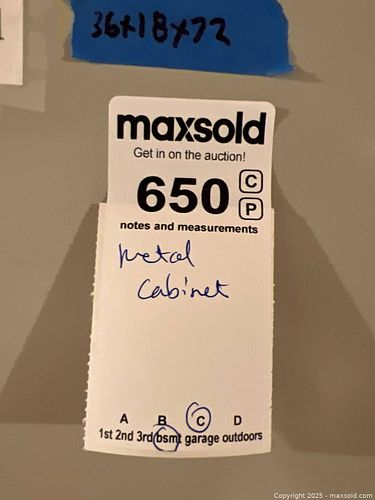 36x18x72
maxsold
Get in on the auction!
650 C
P
notes and measurements
metal
cabinet
A B C D
1st 2nd 3rd bsmt garage outdoors
Copyright 2025 - maxsold.com